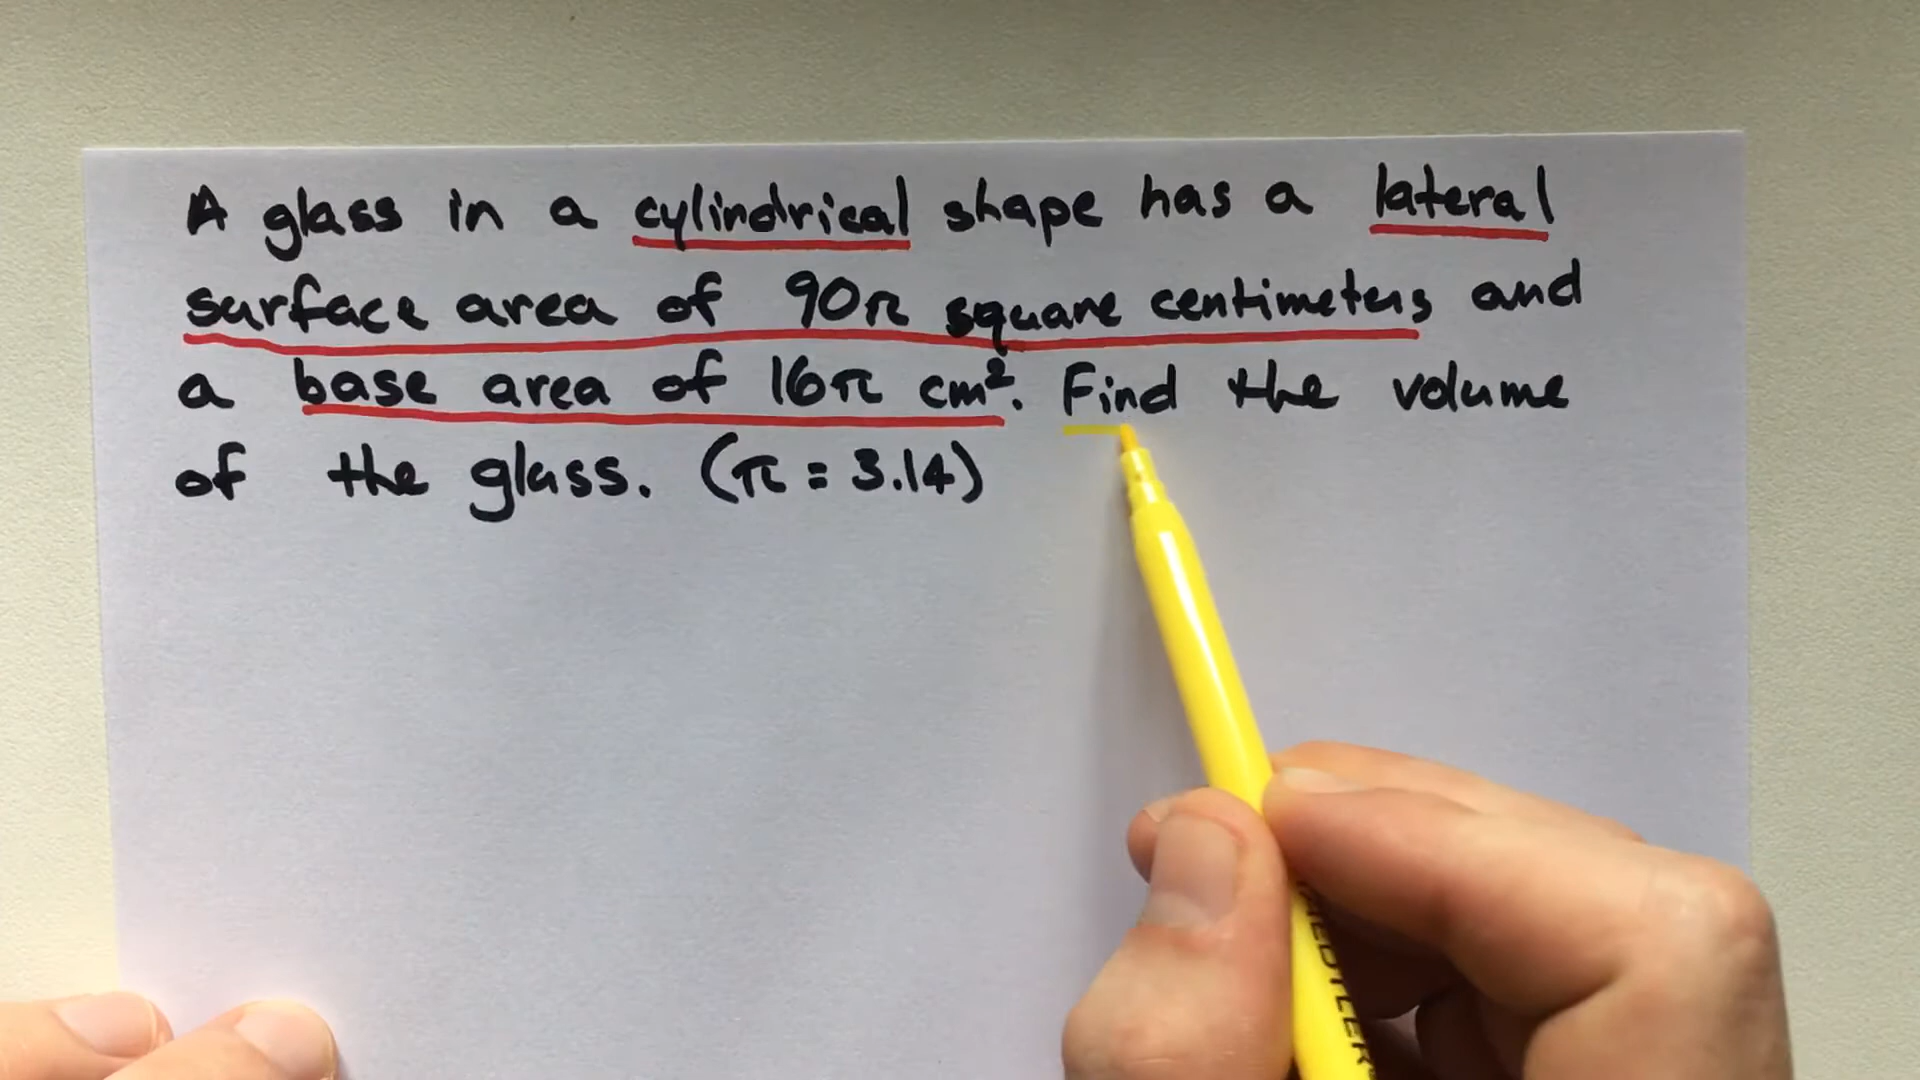 A glass in a cylindrical shape has a lateral
surface area of 90π square centimeters and
a base area of 16π cm². Find the volume
of the glass. (π = 3.14)